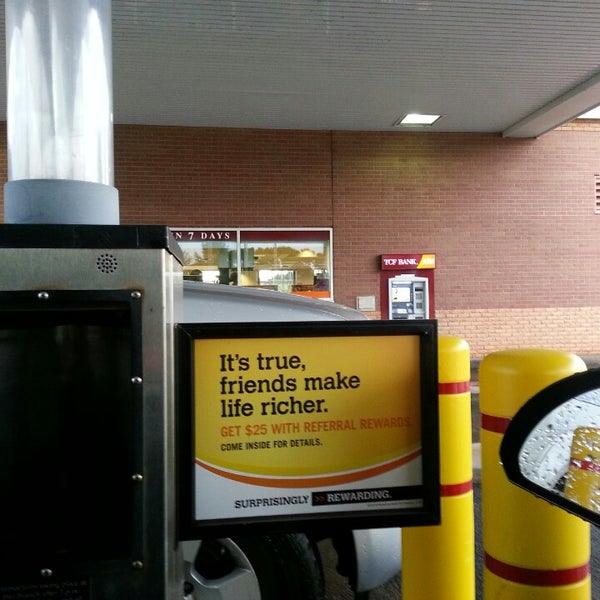 N 7 DAYS
TCF BANK
It's true,
friends make
life richer.
GET $25 WITH REFERRAL REWARDS.
COME INSIDE FOR DETAILS.
SURPRISINGLY >> REWARDING.